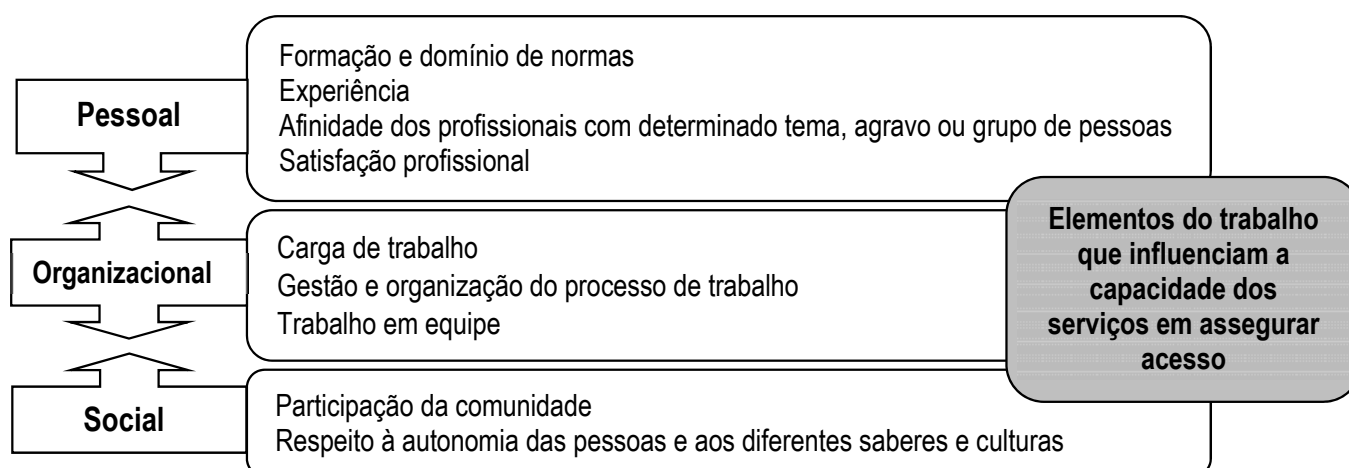 Pessoal
Formação e domínio de normas
Experiência
Afinidade dos profissionais com determinado tema, agravo ou grupo de pessoas
Satisfação profissional
Organizacional
Carga de trabalho
Gestão e organização do processo de trabalho
Trabalho em equipe
Social
Participação da comunidade
Respeito à autonomia das pessoas e aos diferentes saberes e culturas
Elementos do trabalho
que influenciam a
capacidade dos
serviços em assegurar
acesso